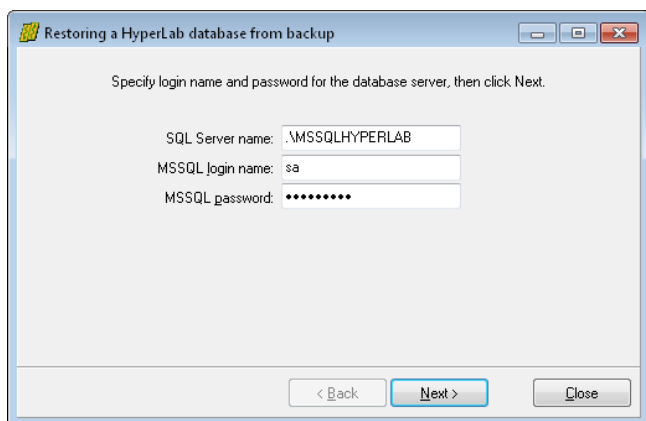 Restoring a HyperLab database from backup
Specify login name and password for the database server, then click Next.
SQL Server name: .\MSSQLHYPERLAB
MSSQL login name: sa
MSSQL password: •••••••••
< Back Next > Close